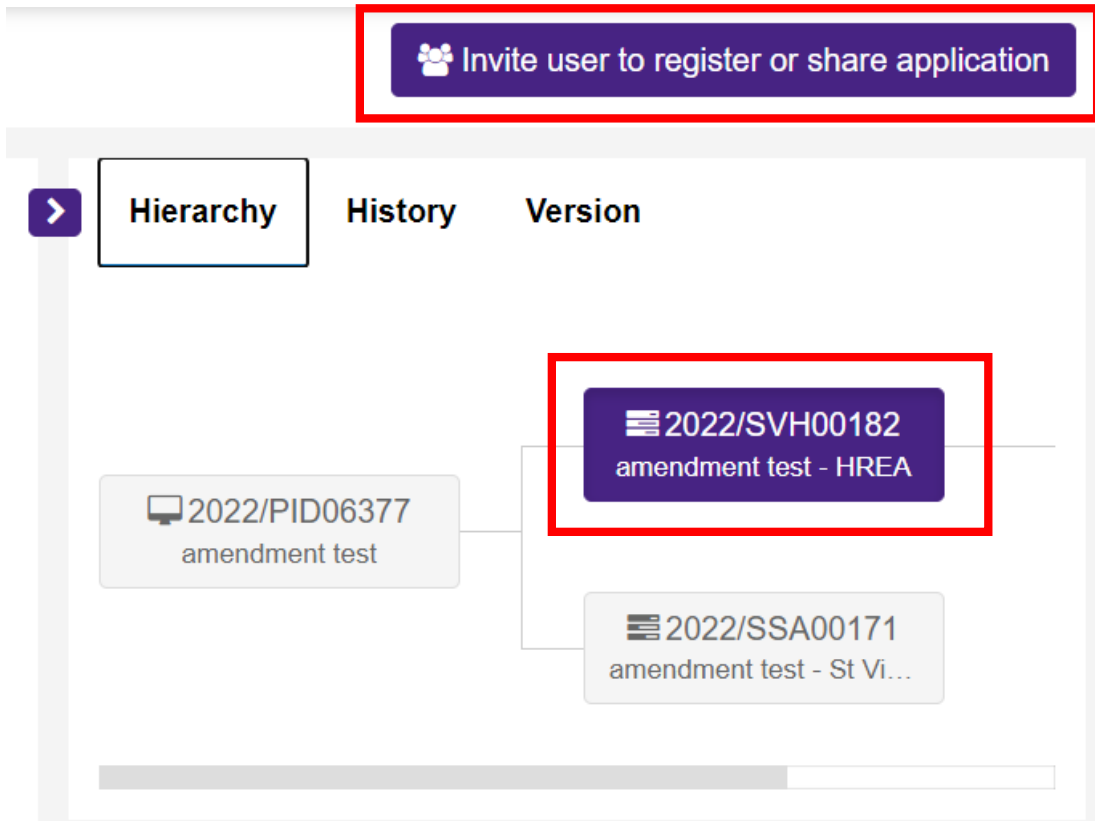 Invite user to register or share application
Hierarchy History Version
2022/SVH00182
amendment test - HREA
2022/PID06377
amendment test
2022/SSA00171
amendment test - St Vi...